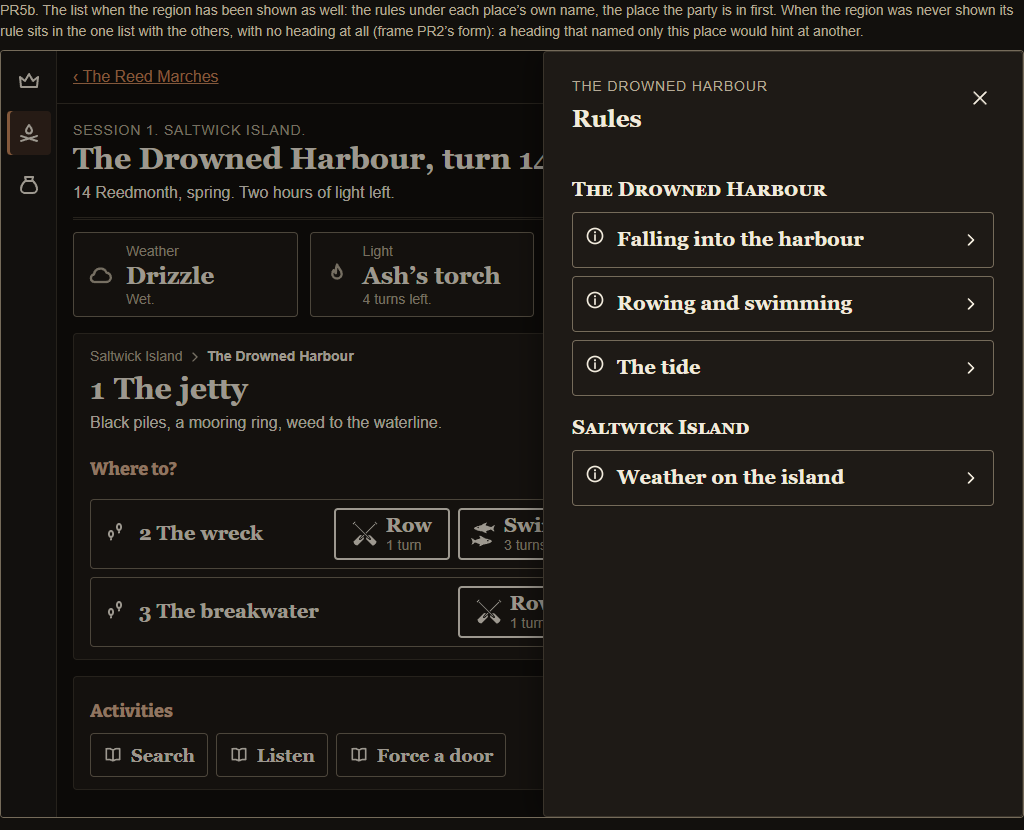 PR5b. The list when the region has been shown as well: the rules under each place’s own name, the place the party is in first. When the region was never shown its
rule sits in the one list with the others, with no heading at all (frame PR2’s form): a heading that named only this place would hint at another.
‹ The Reed Marches
SESSION 1. SALTWICK ISLAND.
The Drowned Harbour, turn 14
14 Reedmonth, spring. Two hours of light left.
Weather
Drizzle
Wet.
Light
Ash’s torch
4 turns left.
Saltwick Island > The Drowned Harbour
1 The jetty
Black piles, a mooring ring, weed to the waterline.
Where to?
2 The wreck
Row
1 turn
Swi
3 turns
3 The breakwater
Row
1 turn
Activities
Search
Listen
Force a door
THE DROWNED HARBOUR
Rules
The Drowned Harbour
Falling into the harbour
Rowing and swimming
The tide
Saltwick Island
Weather on the island